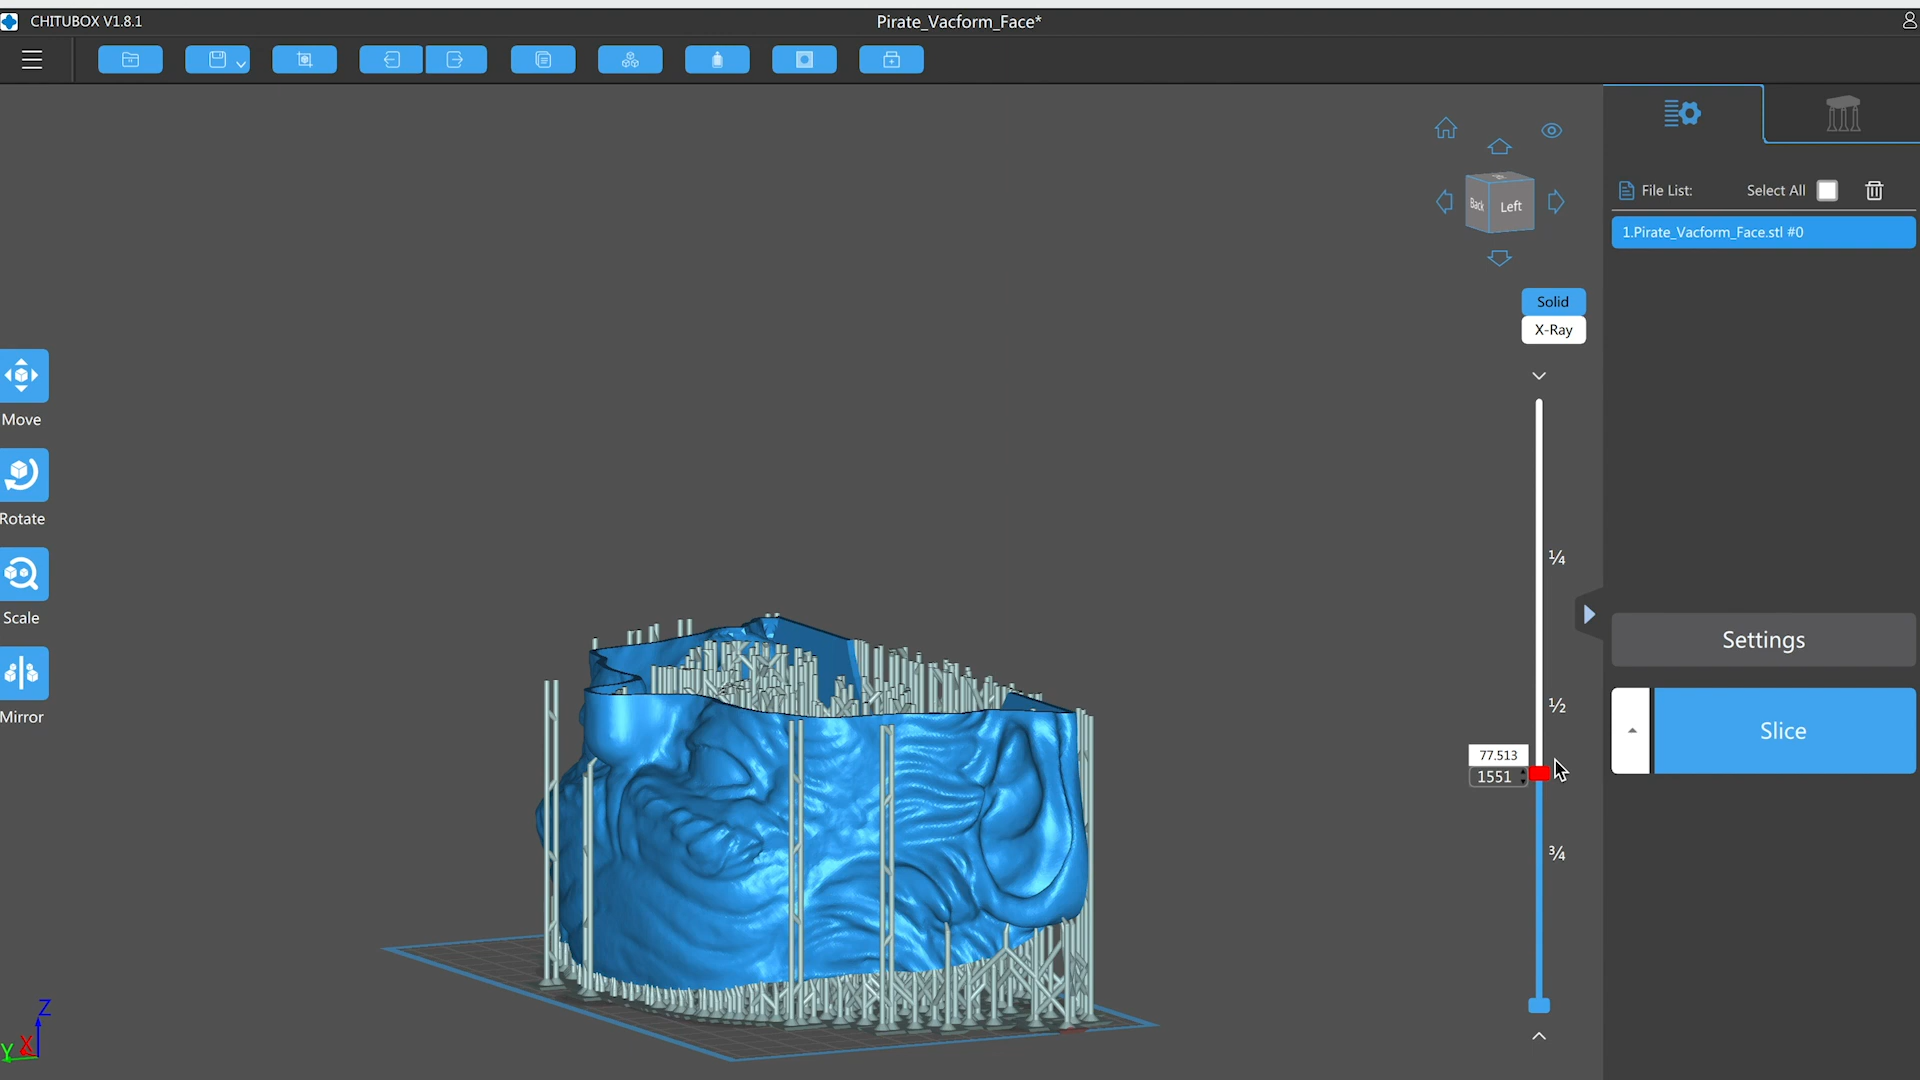 CHITUBOX V1.8.1
Pirate_Vacform_Face*
File List:
Select All
1.Pirate_Vacform_Face.stl #0
Back
Left
Solid
X-Ray
Move
Rotate
Scale
Mirror
¼
½
¾
77.513
1551
Settings
Slice
Z
Y
X